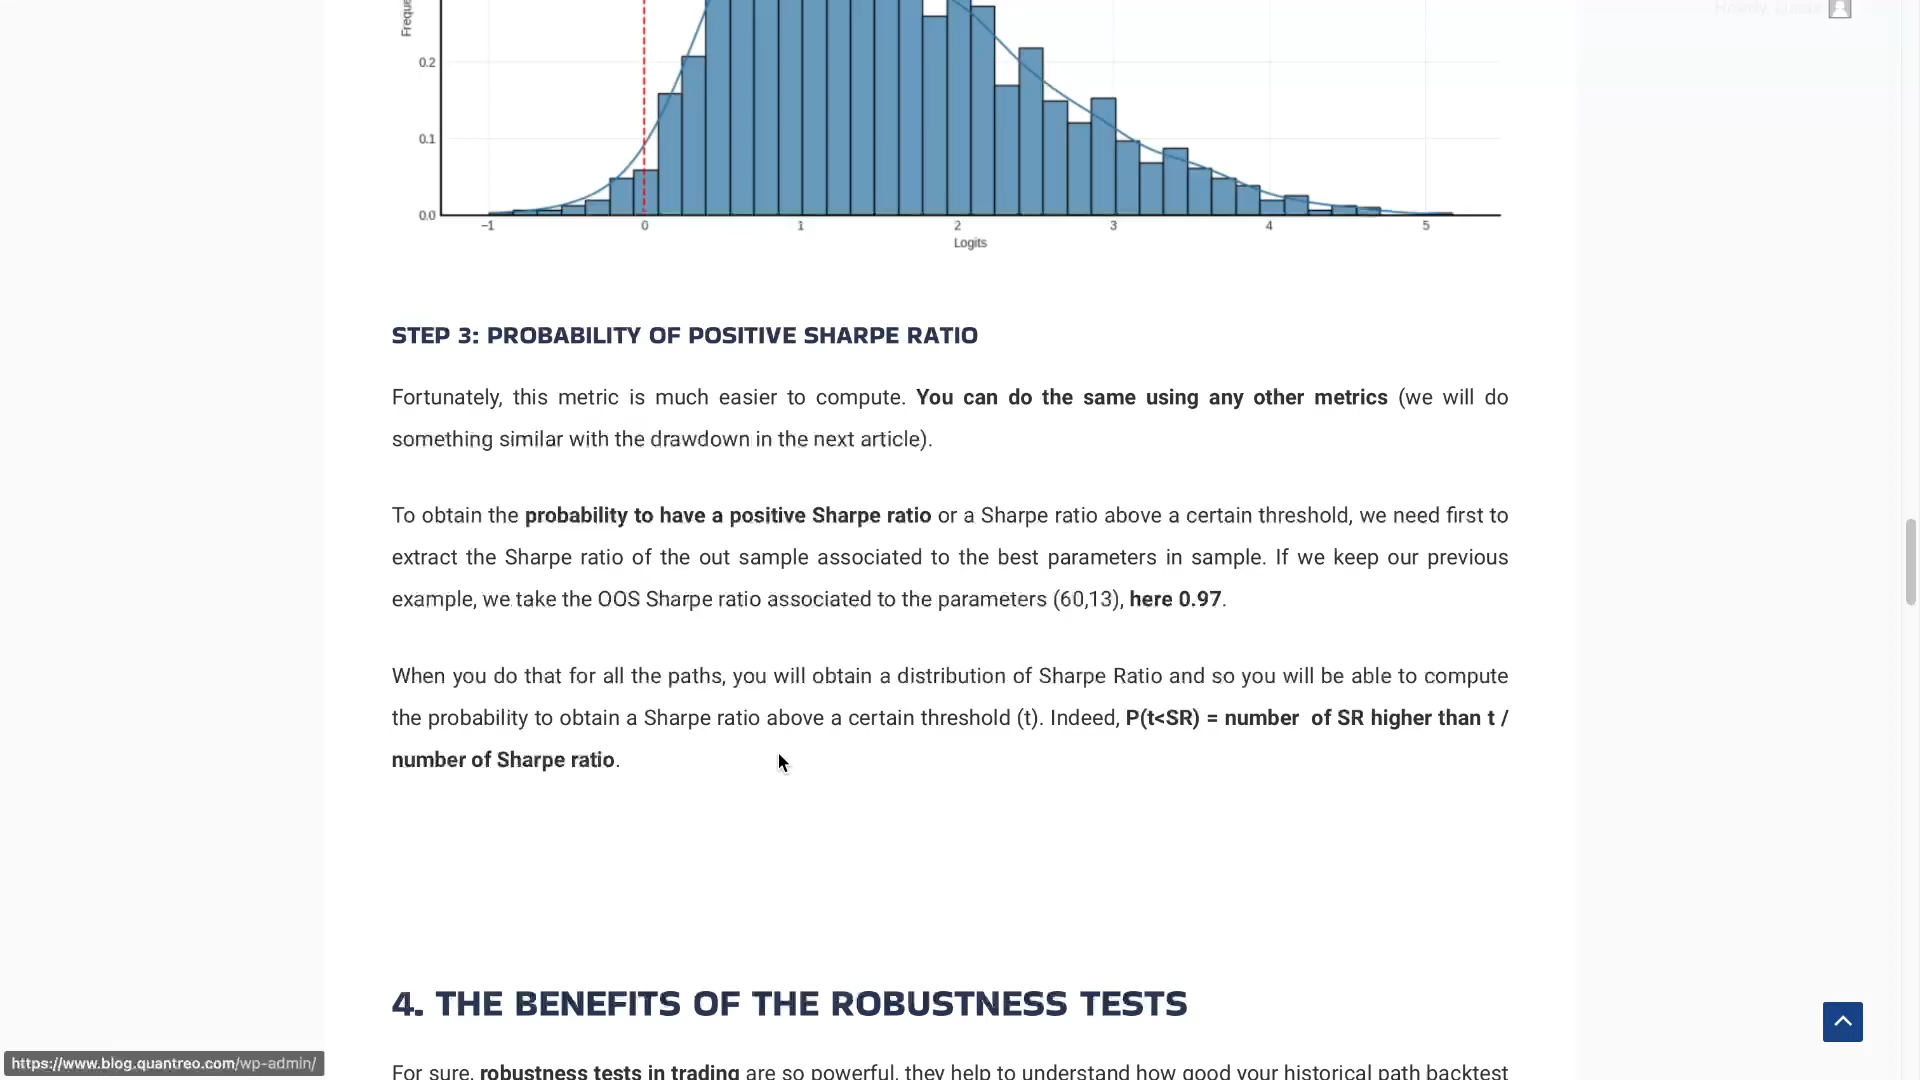 Freque
0.2
0.1
0.0
−1 0 1 2 3 4 5
Logits
STEP 3: PROBABILITY OF POSITIVE SHARPE RATIO
Fortunately, this metric is much easier to compute. You can do the same using any other metrics (we will do
something similar with the drawdown in the next article).
To obtain the probability to have a positive Sharpe ratio or a Sharpe ratio above a certain threshold, we need first to
extract the Sharpe ratio of the out sample associated to the best parameters in sample. If we keep our previous
example, we take the OOS Sharpe ratio associated to the parameters (60,13), here 0.97.
When you do that for all the paths, you will obtain a distribution of Sharpe Ratio and so you will be able to compute
the probability to obtain a Sharpe ratio above a certain threshold (t). Indeed, P(t<SR) = number of SR higher than t /
number of Sharpe ratio.
4. THE BENEFITS OF THE ROBUSTNESS TESTS
For sure, robustness tests in trading are so powerful, they help to understand how good your historical path backtest
https://www.blog.quantreo.com/wp-admin/